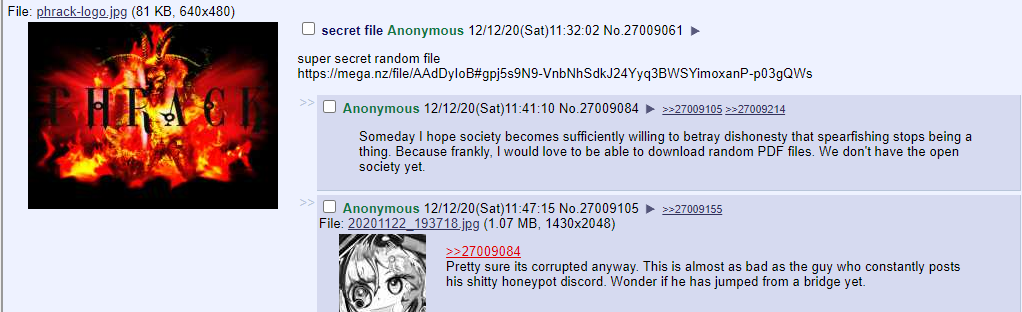 File: phrack-logo.jpg (81 KB, 640x480)
PHRACK
secret file Anonymous 12/12/20(Sat)11:32:02 No.27009061 ▶
super secret random file
https://mega.nz/file/AAdDyIoB#gpj5s9N9-VnbNhSdkJ24Yyq3BWSYimoxanP-p03gQWs
>> Anonymous 12/12/20(Sat)11:41:10 No.27009084 ▶ >>27009105 >>27009214
Someday I hope society becomes sufficiently willing to betray dishonesty that spearfishing stops being a
thing. Because frankly, I would love to be able to download random PDF files. We don't have the open
society yet.
>> Anonymous 12/12/20(Sat)11:47:15 No.27009105 ▶ >>27009155
File: 20201122_193718.jpg (1.07 MB, 1430x2048)
>>27009084
Pretty sure its corrupted anyway. This is almost as bad as the guy who constantly posts
his shitty honeypot discord. Wonder if he has jumped from a bridge yet.